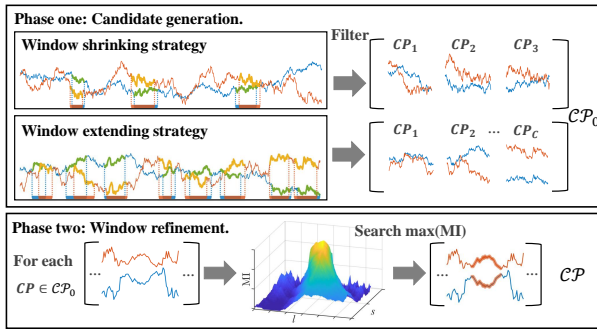 Phase one: Candidate generation.
Window shrinking strategy
Filter
CP₁ CP₂ CP₃
Window extending strategy
CP₁ CP₂ ... CP_C
𝒞𝒫₀
Phase two: Window refinement.
For each
CP ∈ 𝒞𝒫₀
... ...
MI
l
s
Search max(MI)
... ...
𝒞𝒫